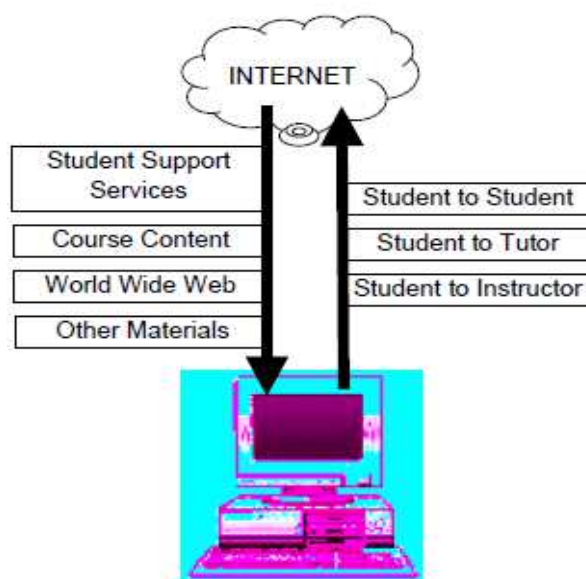 INTERNET
Student Support
Services
Course Content
World Wide Web
Other Materials
Student to Student
Student to Tutor
Student to Instructor